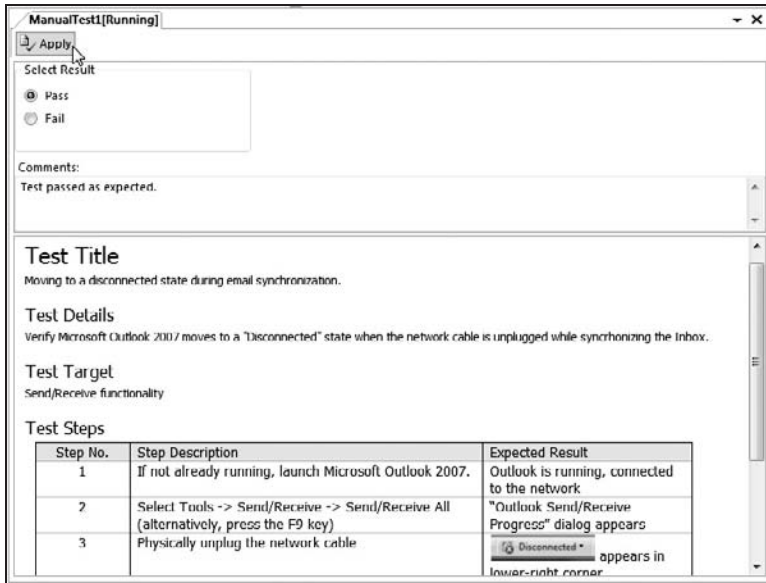 ManualTest1[Running]
Apply
Select Result
Pass
Fail
Comments:
Test passed as expected.
Test Title
Moving to a disconnected state during email synchronization.
Test Details
Verify Microsoft Outlook 2007 moves to a "Disconnected" state when the network cable is unplugged while syncrhonizing the Inbox.
Test Target
Send/Receive functionality
Test Steps
Step No. Step Description Expected Result
1 If not already running, launch Microsoft Outlook 2007. Outlook is running, connected
to the network
2 Select Tools -> Send/Receive -> Send/Receive All "Outlook Send/Receive
(alternatively, press the F9 key) Progress" dialog appears
3 Physically unplug the network cable Disconnected appears in
lower-right corner